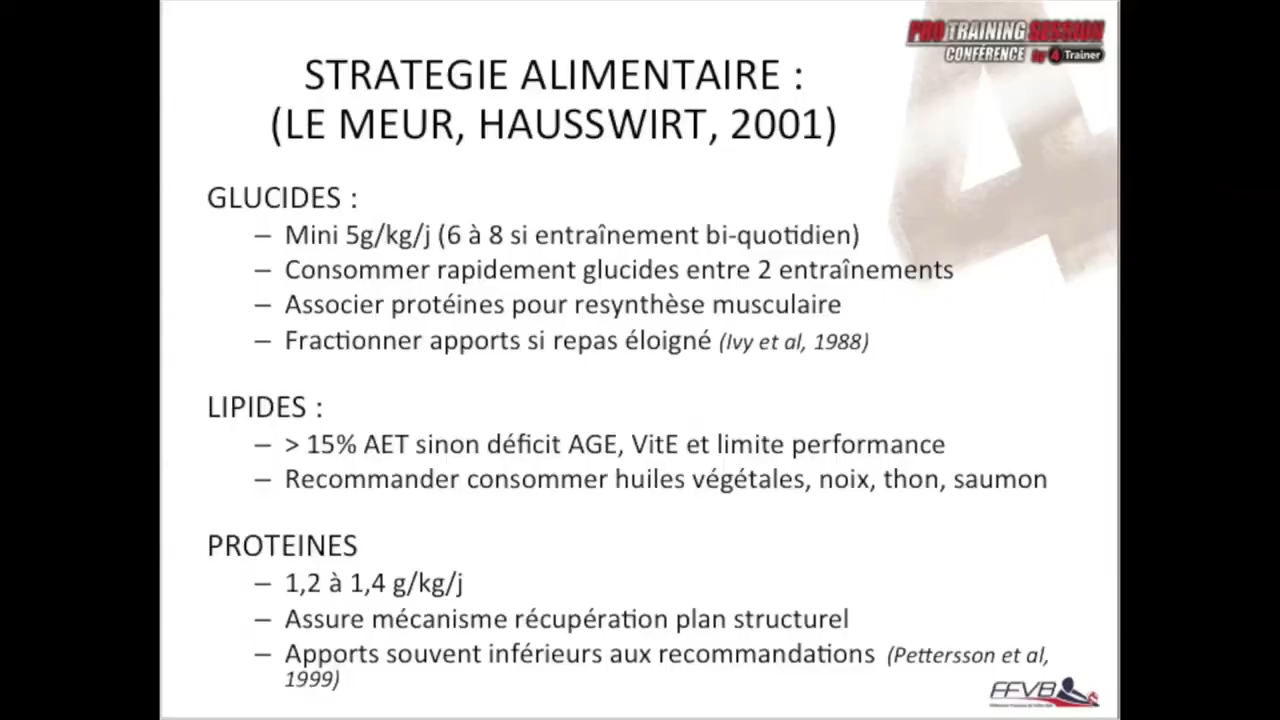 PRO TRAINING SESSION
CONFÉRENCE by 4 Trainer
STRATEGIE ALIMENTAIRE :
(LE MEUR, HAUSSWIRT, 2001)
GLUCIDES :
– Mini 5g/kg/j (6 à 8 si entraînement bi-quotidien)
– Consommer rapidement glucides entre 2 entraînements
– Associer protéines pour resynthèse musculaire
– Fractionner apports si repas éloigné (Ivy et al, 1988)
LIPIDES :
– > 15% AET sinon déficit AGE, VitE et limite performance
– Recommander consommer huiles végétales, noix, thon, saumon
PROTEINES
– 1,2 à 1,4 g/kg/j
– Assure mécanisme récupération plan structurel
– Apports souvent inférieurs aux recommandations (Pettersson et al,
1999)
FFVB